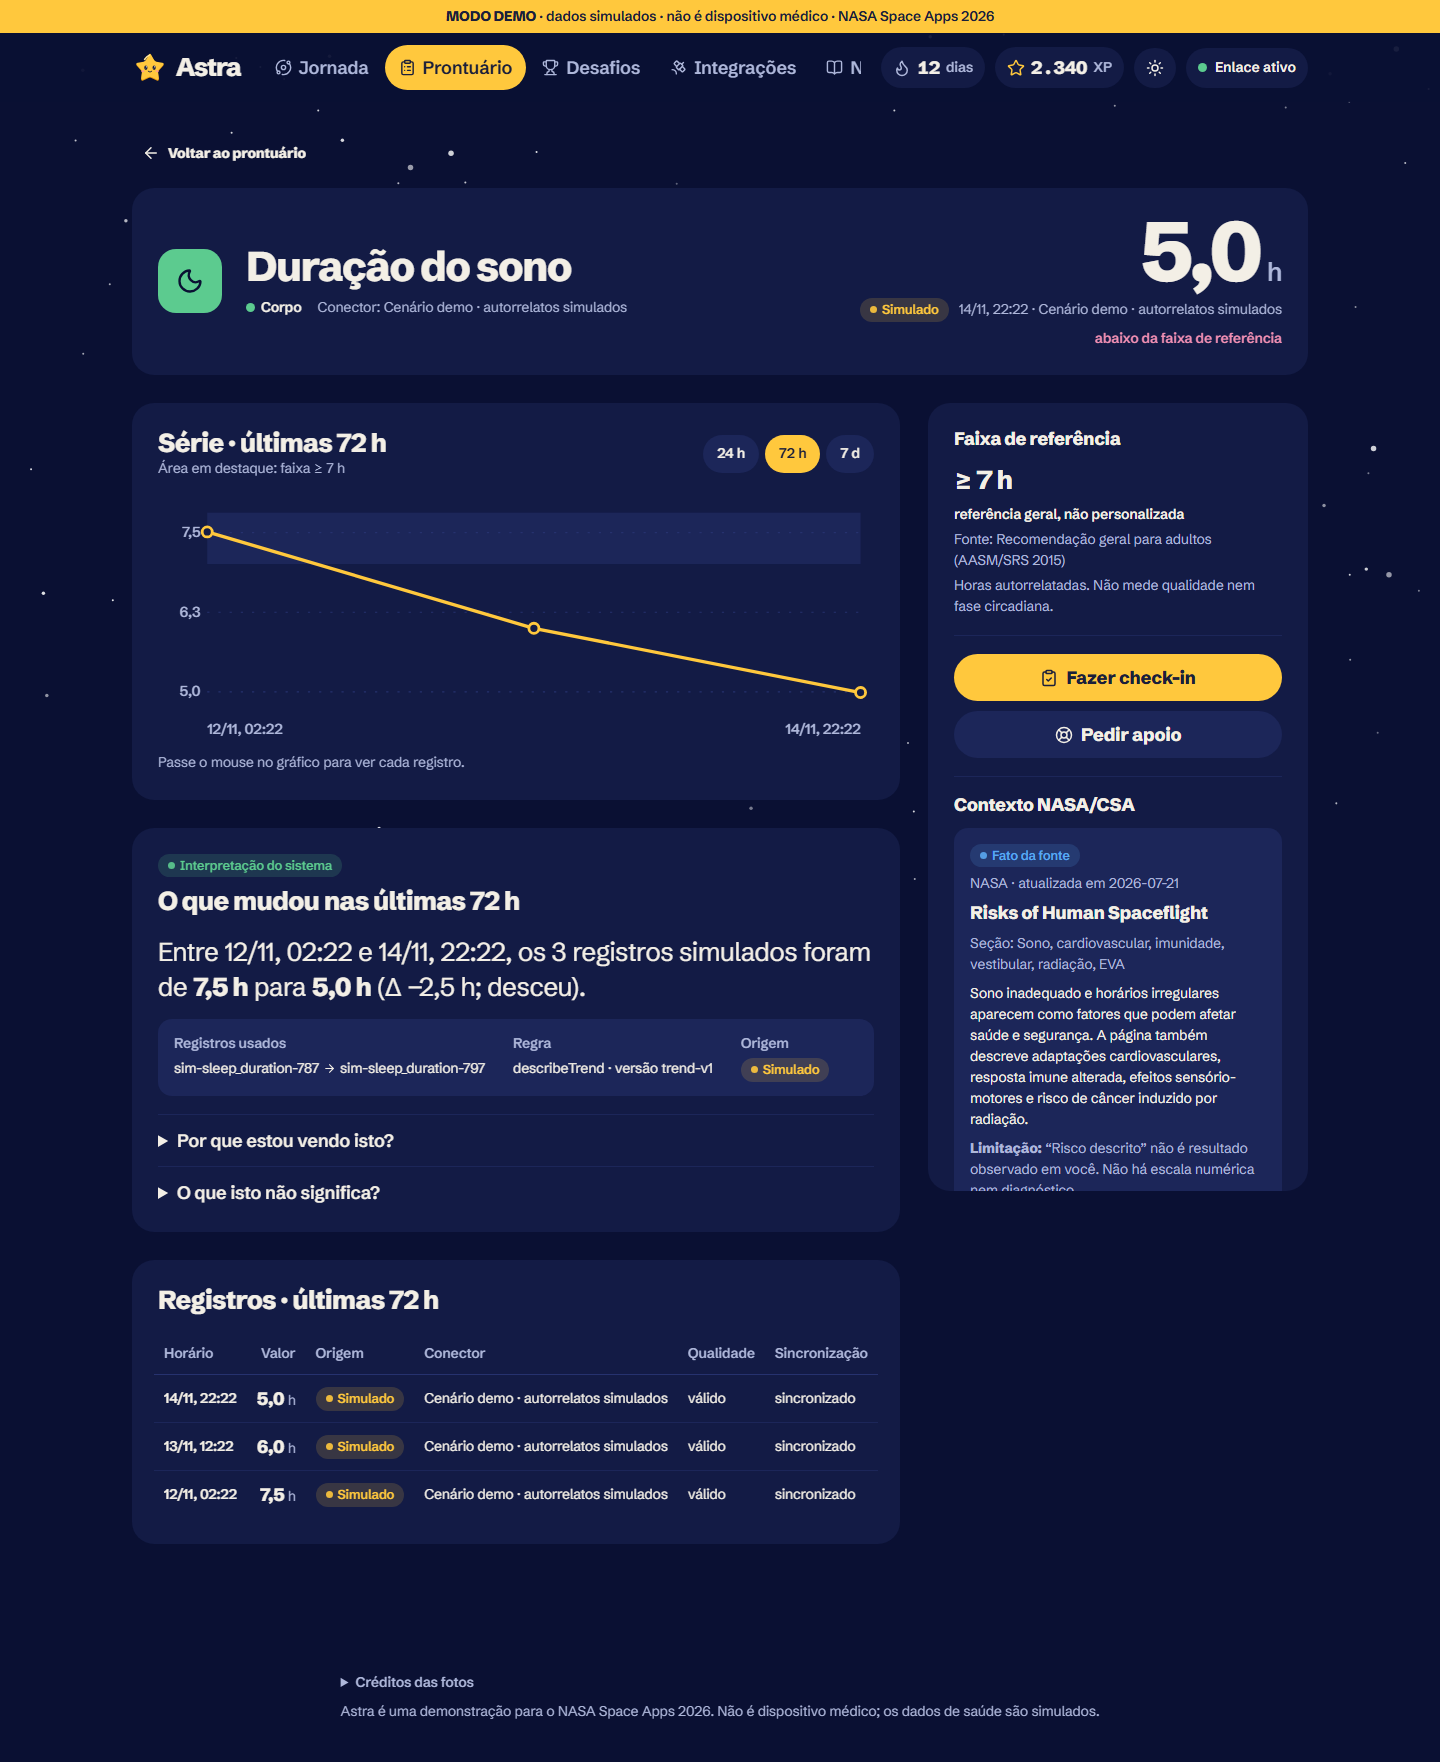 MODO DEMO · dados simulados · não é dispositivo médico · NASA Space Apps 2026
Astra
Jornada
Prontuário
Desafios
Integrações
N
12 dias
2.340 XP
Enlace ativo
Voltar ao prontuário
Duração do sono
Corpo Conector: Cenário demo · autorrelatos simulados
5,0 h
Simulado 14/11, 22:22 · Cenário demo · autorrelatos simulados
abaixo da faixa de referência
Série · últimas 72 h
Área em destaque: faixa ≥ 7 h
24 h
72 h
7 d
7,5
6,3
5,0
12/11, 02:22
14/11, 22:22
Passe o mouse no gráfico para ver cada registro.
Interpretação do sistema
O que mudou nas últimas 72 h
Entre 12/11, 02:22 e 14/11, 22:22, os 3 registros simulados foram
de 7,5 h para 5,0 h (Δ −2,5 h; desceu).
Registros usados
sim-sleep_duration-787 → sim-sleep_duration-797
Regra
describeTrend · versão trend-v1
Origem
Simulado
Por que estou vendo isto?
O que isto não significa?
Faixa de referência
≥ 7 h
referência geral, não personalizada
Fonte: Recomendação geral para adultos
(AASM/SRS 2015)
Horas autorrelatadas. Não mede qualidade nem
fase circadiana.
Fazer check-in
Pedir apoio
Contexto NASA/CSA
Fato da fonte
NASA · atualizada em 2026-07-21
Risks of Human Spaceflight
Seção: Sono, cardiovascular, imunidade,
vestibular, radiação, EVA
Sono inadequado e horários irregulares
aparecem como fatores que podem afetar
saúde e segurança. A página também
descreve adaptações cardiovasculares,
resposta imune alterada, efeitos sensório-
motores e risco de câncer induzido por
radiação.
Limitação: “Risco descrito” não é resultado
observado em você. Não há escala numérica
nem diagnóstico
Registros · últimas 72 h
Horário Valor Origem Conector Qualidade Sincronização
14/11, 22:22 5,0 h Simulado Cenário demo · autorrelatos simulados válido sincronizado
13/11, 12:22 6,0 h Simulado Cenário demo · autorrelatos simulados válido sincronizado
12/11, 02:22 7,5 h Simulado Cenário demo · autorrelatos simulados válido sincronizado
Créditos das fotos
Astra é uma demonstração para o NASA Space Apps 2026. Não é dispositivo médico; os dados de saúde são simulados.